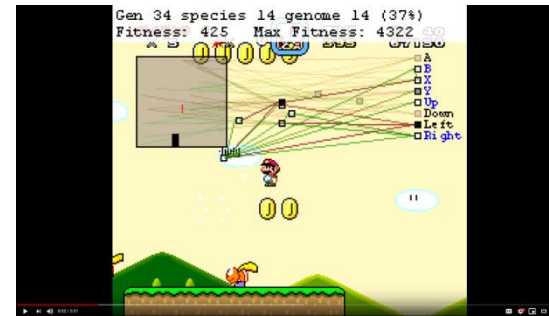 Gen 34 species 14 genome 14 (37%)
Fitness: 425 Max Fitness: 4322
A
B
X
Y
Up
Down
Left
Right